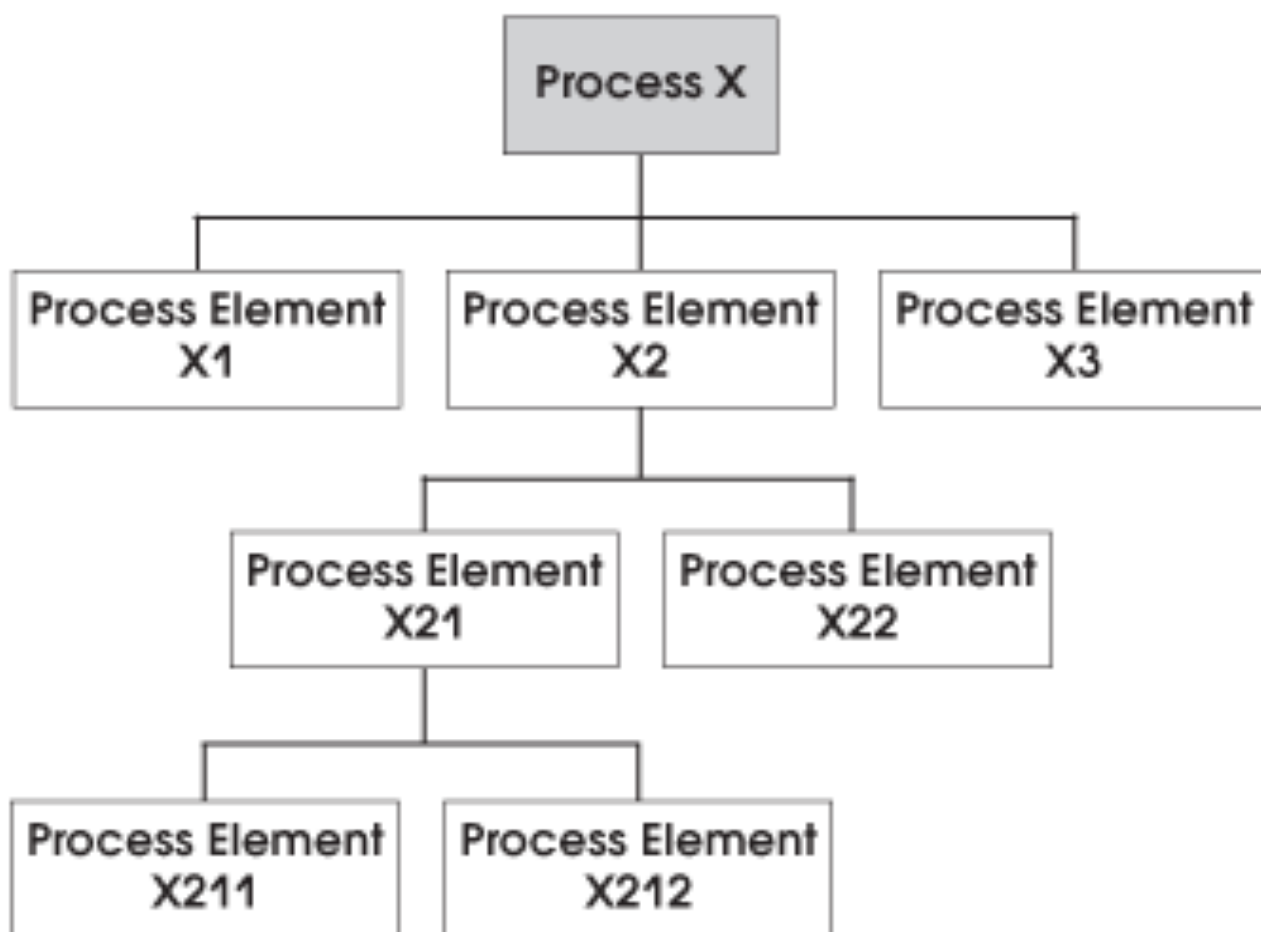 Process X
Process Element
X1
Process Element
X2
Process Element
X3
Process Element
X21
Process Element
X22
Process Element
X211
Process Element
X212